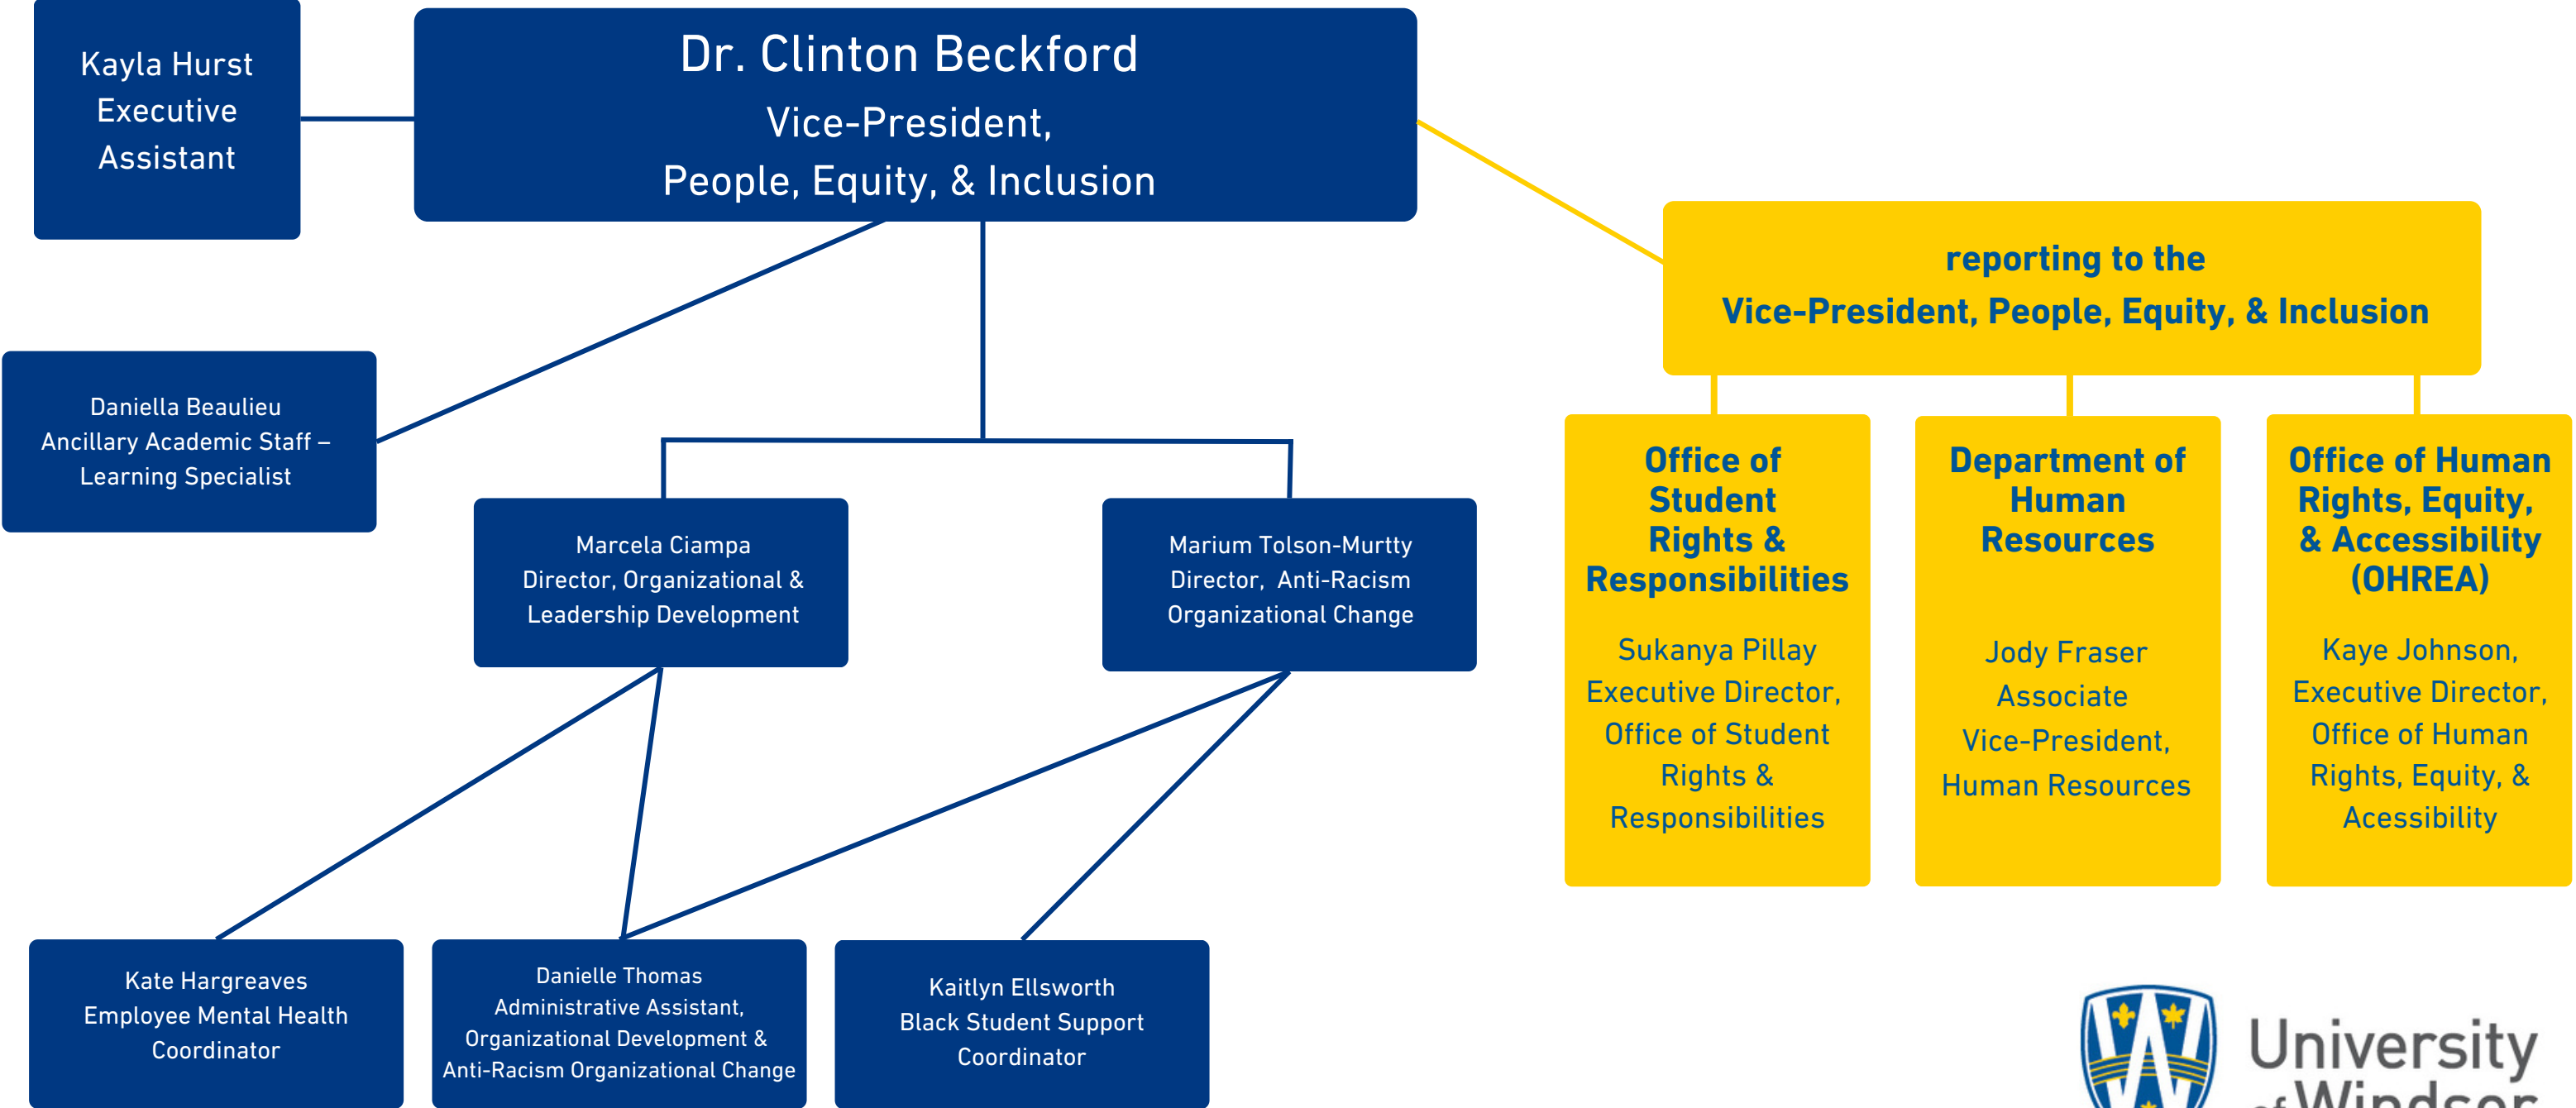 Kayla Hurst
Executive
Assistant
Dr. Clinton Beckford
Vice-President,
People, Equity, & Inclusion
reporting to the
Vice-President, People, Equity, & Inclusion
Daniella Beaulieu
Ancillary Academic Staff –
Learning Specialist
Marcela Ciampa
Director, Organizational &
Leadership Development
Marium Tolson-Murtty
Director, Anti-Racism
Organizational Change
Office of
Student
Rights &
Responsibilities
Sukanya Pillay
Executive Director,
Office of Student
Rights &
Responsibilities
Department of
Human
Resources
Jody Fraser
Associate
Vice-President,
Human Resources
Office of Human
Rights, Equity,
& Accessibility
(OHREA)
Kaye Johnson,
Executive Director,
Office of Human
Rights, Equity, &
Acessibility
Kate Hargreaves
Employee Mental Health
Coordinator
Danielle Thomas
Administrative Assistant,
Organizational Development &
Anti-Racism Organizational Change
Kaitlyn Ellsworth
Black Student Support
Coordinator
University
of Windsor